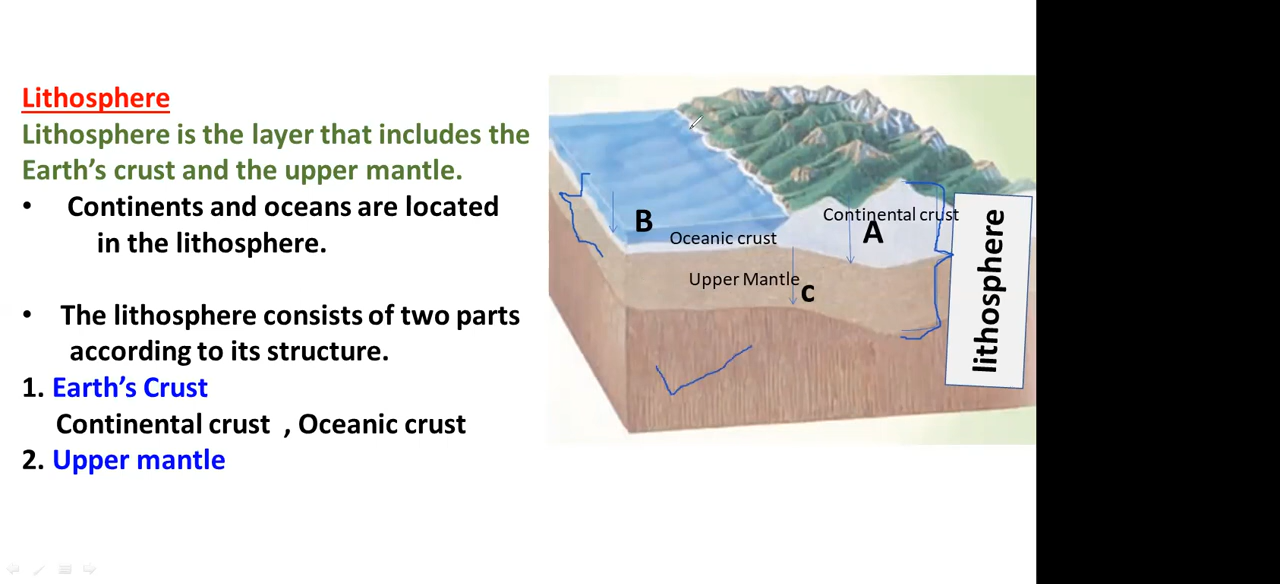 Lithosphere
Lithosphere is the layer that includes the
Earth’s crust and the upper mantle.
• Continents and oceans are located
in the lithosphere.
• The lithosphere consists of two parts
according to its structure.
1. Earth’s Crust
Continental crust , Oceanic crust
2. Upper mantle
Continental crust
A
B
Oceanic crust
Upper Mantle
c
lithosphere